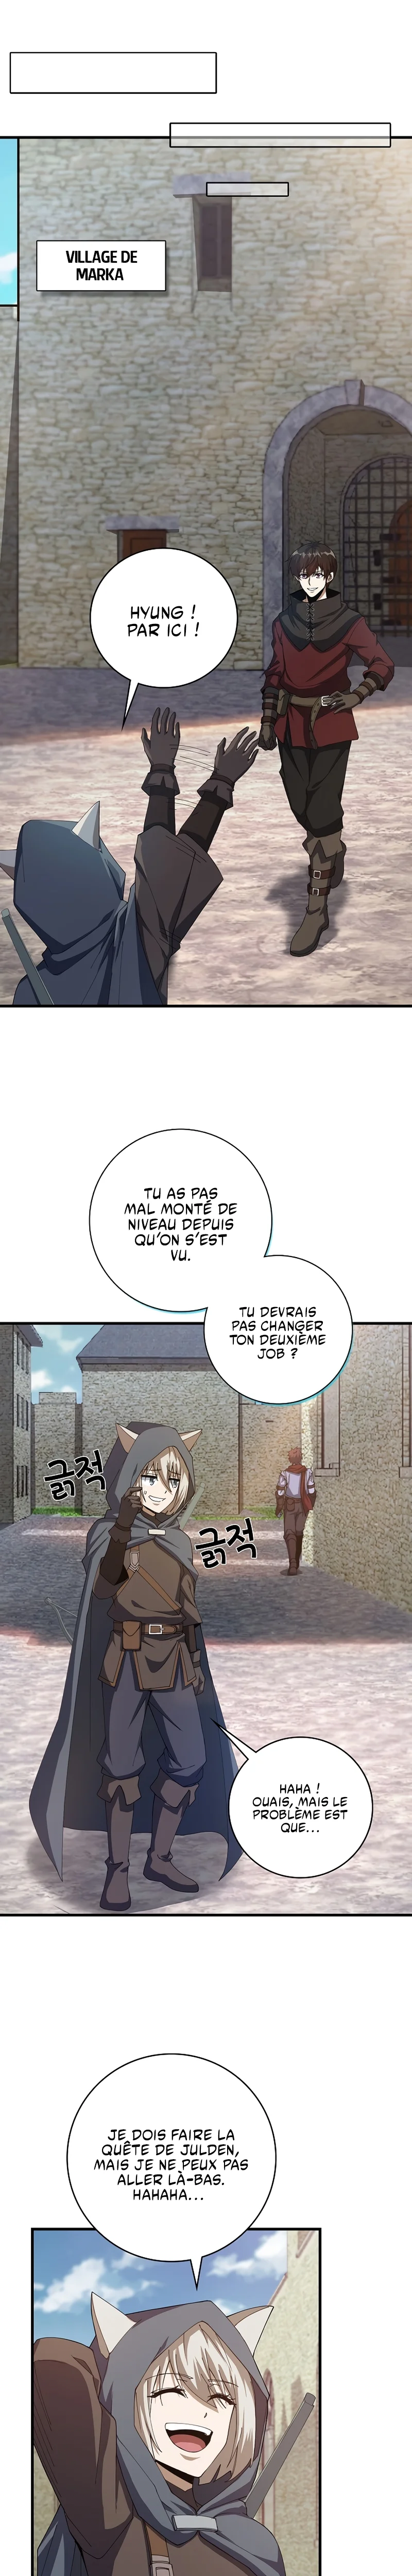 VILLAGE DE
MARKA
HYUNG !
PAR ICI !
TU AS PAS
MAL MONTÉ DE
NIVEAU DEPUIS
QU'ON S'EST
VU.
TU DEVRAIS
PAS CHANGER
TON DEUXIÈME
JOB ?
긁적
긁적
HAHA !
OUAIS, MAIS LE
PROBLÈME EST
QUE...
JE DOIS FAIRE LA
QUÊTE DE JULDEN,
MAIS JE NE PEUX PAS
ALLER LÀ-BAS.
HAHAHA...